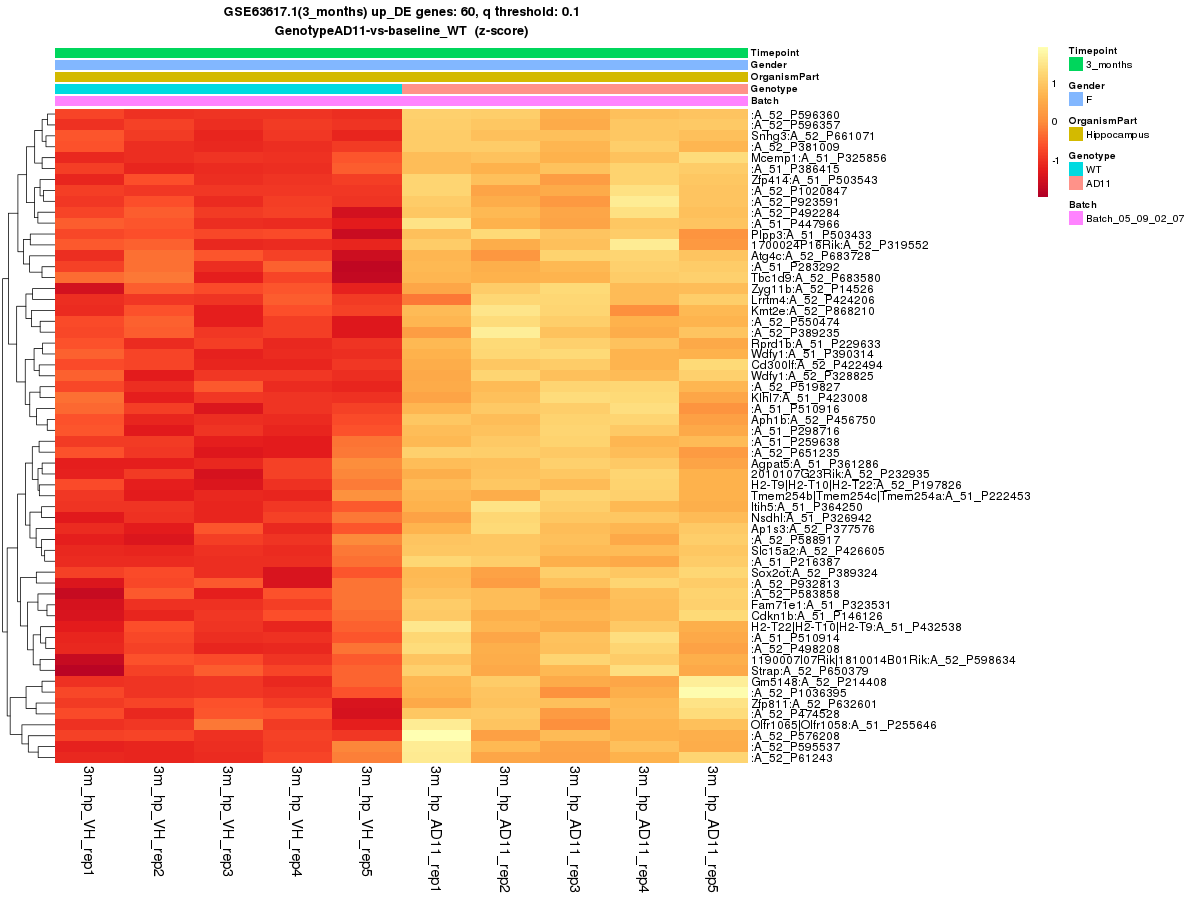 GSE63617.1(3_months) up_DE genes: 60, q threshold: 0.1
GenotypeAD11-vs-baseline_WT (z-score)
Timepoint
Gender
OrganismPart
Genotype
Batch
:A_52_P596360
:A_52_P596357
Snhg3:A_52_P661071
:A_52_P381009
Mcemp1:A_51_P325856
:A_51_P386415
Zfp414:A_51_P503543
:A_52_P1020847
:A_52_P923591
:A_52_P492284
:A_51_P447966
Plpp3:A_51_P503433
1700024P16Rik:A_52_P319552
Atg4c:A_52_P683728
:A_51_P283292
Tbc1d9:A_52_P683580
Zyg11b:A_52_P14526
Lrrtm4:A_52_P424206
Kmt2e:A_52_P868210
:A_52_P550474
:A_52_P389235
Rprd1b:A_51_P229633
Wdfy1:A_51_P390314
Cd300lf:A_52_P422494
Wdfy1:A_52_P328825
:A_52_P519827
Klhl7:A_51_P423008
:A_51_P510916
Aph1b:A_52_P456750
:A_51_P298716
:A_51_P259638
:A_52_P651235
Agpat5:A_51_P361286
2010107G23Rik:A_52_P232935
H2-T9|H2-T10|H2-T22:A_52_P197826
Tmem254b|Tmem254c|Tmem254a:A_51_P222453
Itih5:A_51_P364250
Nsdhl:A_51_P326942
Ap1s3:A_52_P377576
:A_52_P588917
Slc15a2:A_52_P426605
:A_51_P216387
Sox2ot:A_52_P389324
:A_52_P932813
:A_52_P583858
Fam71e1:A_51_P323531
Cdkn1b:A_51_P146126
H2-T22|H2-T10|H2-T9:A_51_P432538
:A_51_P510914
:A_52_P498208
1190007I07Rik|1810014B01Rik:A_52_P598634
Strap:A_52_P650379
Gm5148:A_52_P214408
:A_52_P1036395
Zfp811:A_52_P632601
:A_52_P474528
Olfr1065|Olfr1058:A_51_P255646
:A_52_P576208
:A_52_P595537
:A_52_P61243
3m_hp_VH_rep1
3m_hp_VH_rep2
3m_hp_VH_rep3
3m_hp_VH_rep4
3m_hp_VH_rep5
3m_hp_AD11_rep1
3m_hp_AD11_rep2
3m_hp_AD11_rep3
3m_hp_AD11_rep4
3m_hp_AD11_rep5
1
0
-1
Timepoint
3_months
Gender
F
OrganismPart
Hippocampus
Genotype
WT
AD11
Batch
Batch_05_09_02_07